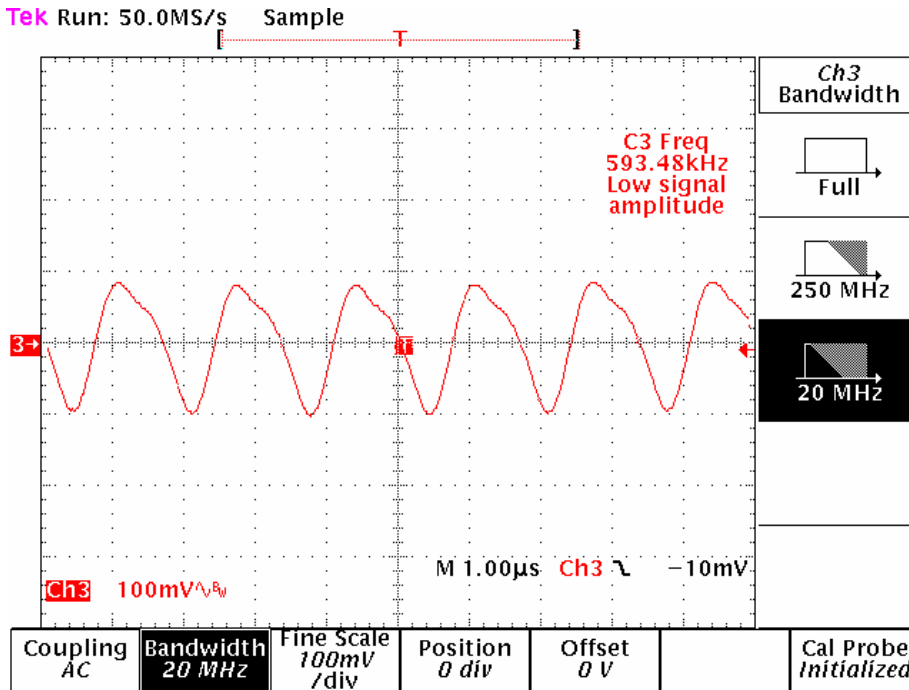 Tek Run: 50.0MS/s Sample
T
Ch3
Bandwidth
C3 Freq
593.48kHz
Low signal
amplitude
Full
250 MHz
3
T
20 MHz
M 1.00µs Ch3 -10mV
Ch3 100mV BW
Coupling
AC
Bandwidth
20 MHz
Fine Scale
100mV
/div
Position
0 div
Offset
0 V
Cal Probe
Initialized